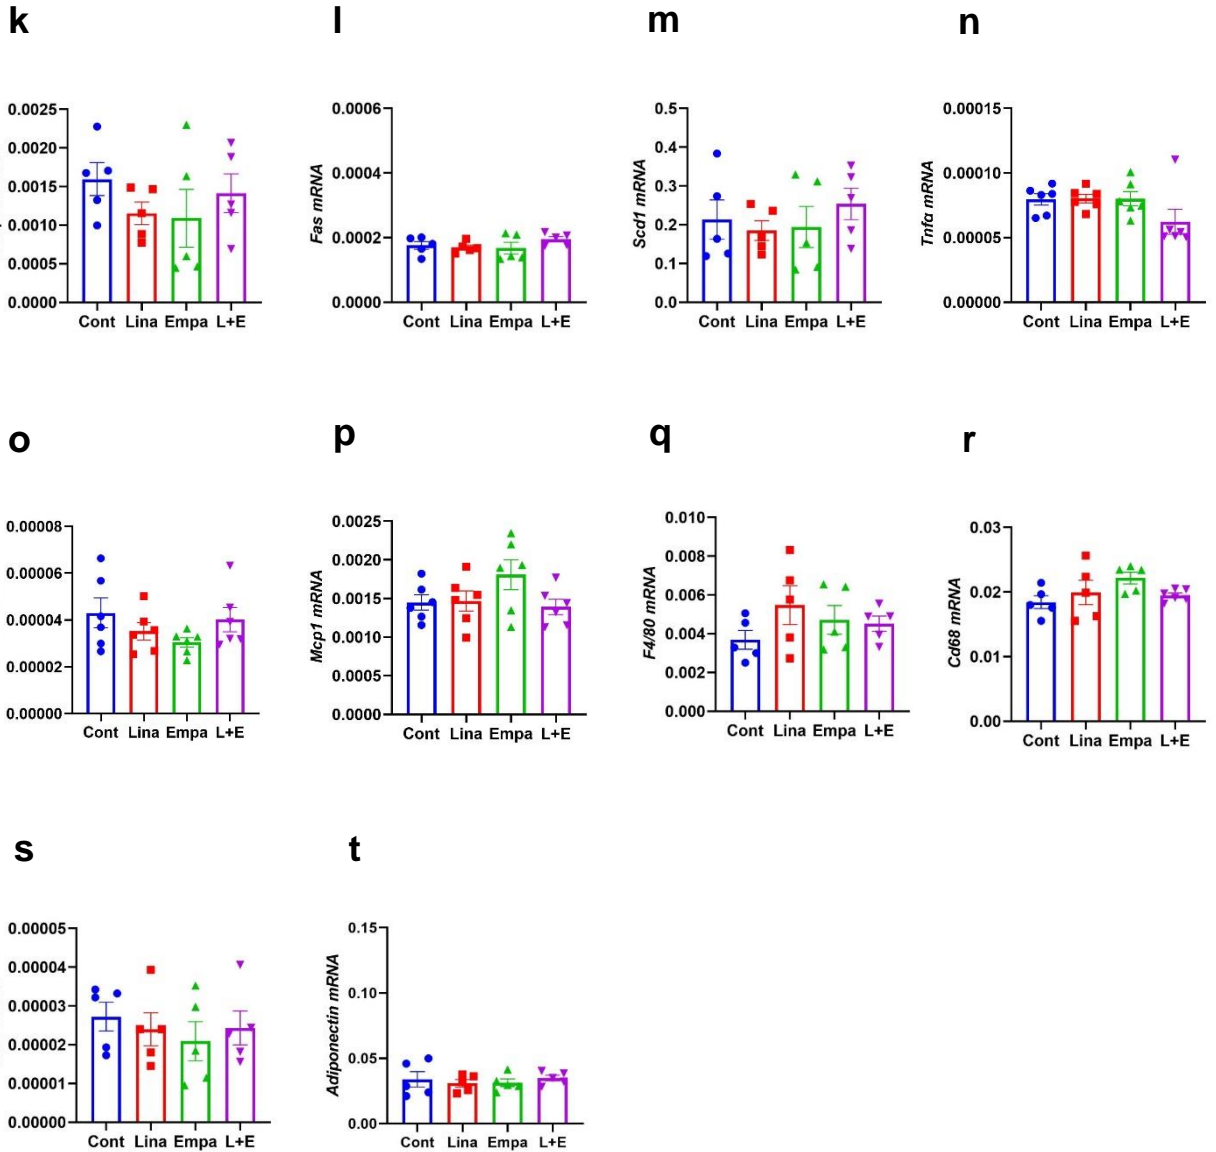 k l m n
0.0025
0.0020
0.0015
0.0010
0.0005
0.0000
Cont Lina Empa L+E
Fas mRNA
0.0006
0.0004
0.0002
0.0000
Cont Lina Empa L+E
Scd1 mRNA
0.5
0.4
0.3
0.2
0.1
0.0
Cont Lina Empa L+E
Tnfα mRNA
0.00015
0.00010
0.00005
0.00000
Cont Lina Empa L+E
o p q r
0.00008
0.00006
0.00004
0.00002
0.00000
Cont Lina Empa L+E
Mcp1 mRNA
0.0025
0.0020
0.0015
0.0010
0.0005
0.0000
Cont Lina Empa L+E
F4/80 mRNA
0.010
0.008
0.006
0.004
0.002
0.000
Cont Lina Empa L+E
Cd68 mRNA
0.03
0.02
0.01
0.00
Cont Lina Empa L+E
s t
0.00005
0.00004
0.00003
0.00002
0.00001
0.00000
Cont Lina Empa L+E
Adiponectin mRNA
0.15
0.10
0.05
0.00
Cont Lina Empa L+E